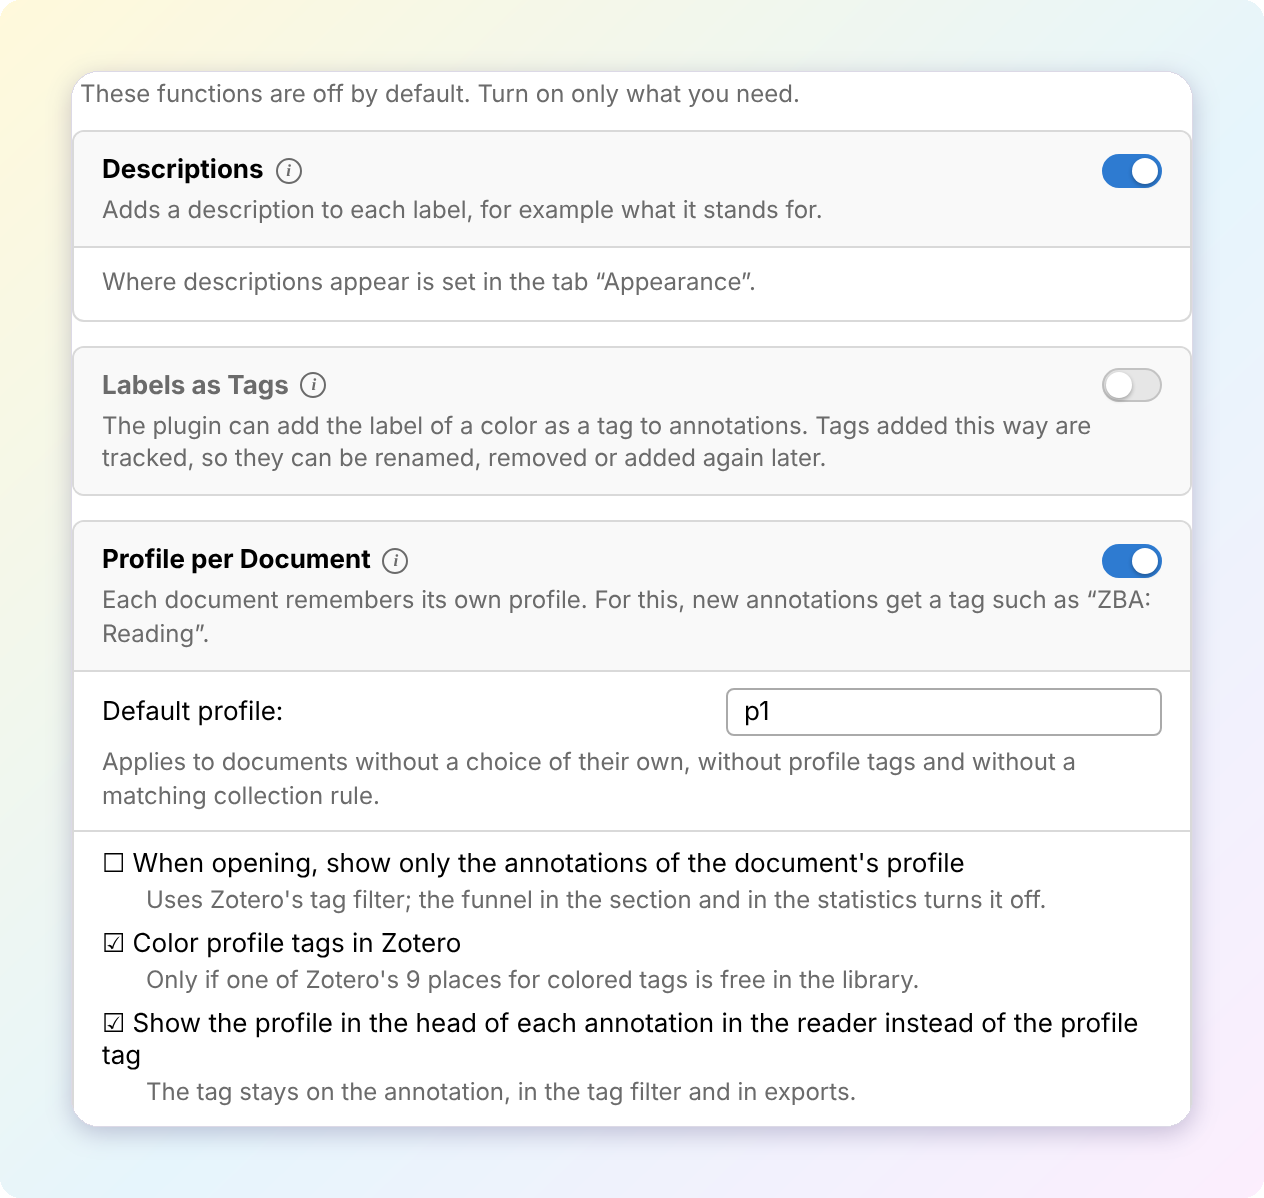 These functions are off by default. Turn on only what you need.
Descriptions i
Adds a description to each label, for example what it stands for.
Where descriptions appear is set in the tab “Appearance”.
Labels as Tags i
The plugin can add the label of a color as a tag to annotations. Tags added this way are
tracked, so they can be renamed, removed or added again later.
Profile per Document i
Each document remembers its own profile. For this, new annotations get a tag such as “ZBA:
Reading”.
Default profile:
p1
Applies to documents without a choice of their own, without profile tags and without a
matching collection rule.
☐ When opening, show only the annotations of the document's profile
Uses Zotero's tag filter; the funnel in the section and in the statistics turns it off.
☑ Color profile tags in Zotero
Only if one of Zotero's 9 places for colored tags is free in the library.
☑ Show the profile in the head of each annotation in the reader instead of the profile
tag
The tag stays on the annotation, in the tag filter and in exports.